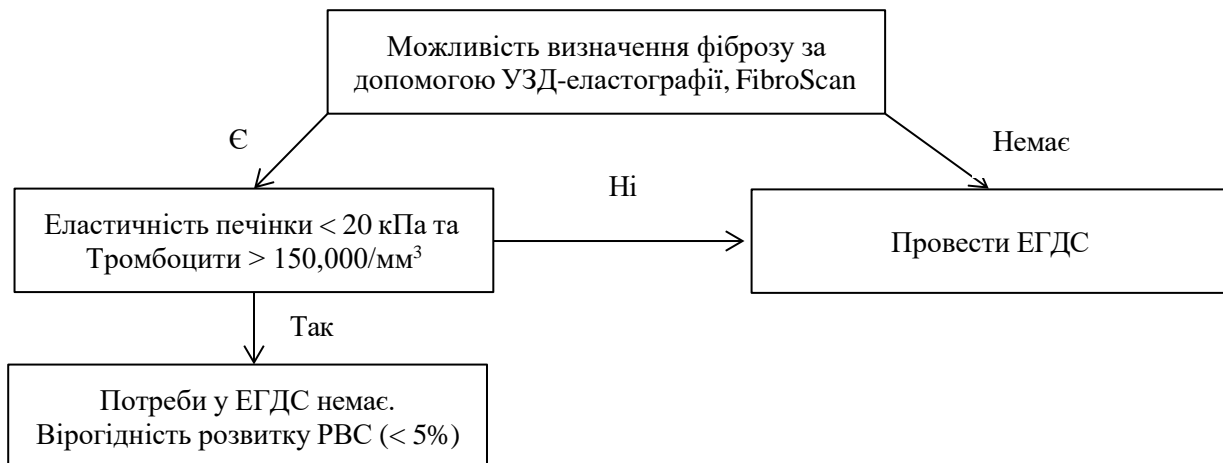 Можливість визначення фіброзу за
допомогою УЗД-еластографії, FibroScan
Є
Немає
Ні
Еластичність печінки < 20 кПа та
Тромбоцити > 150,000/мм³
Провести ЕГДС
Так
Потреби у ЕГДС немає.
Вірогідність розвитку РВС (< 5%)